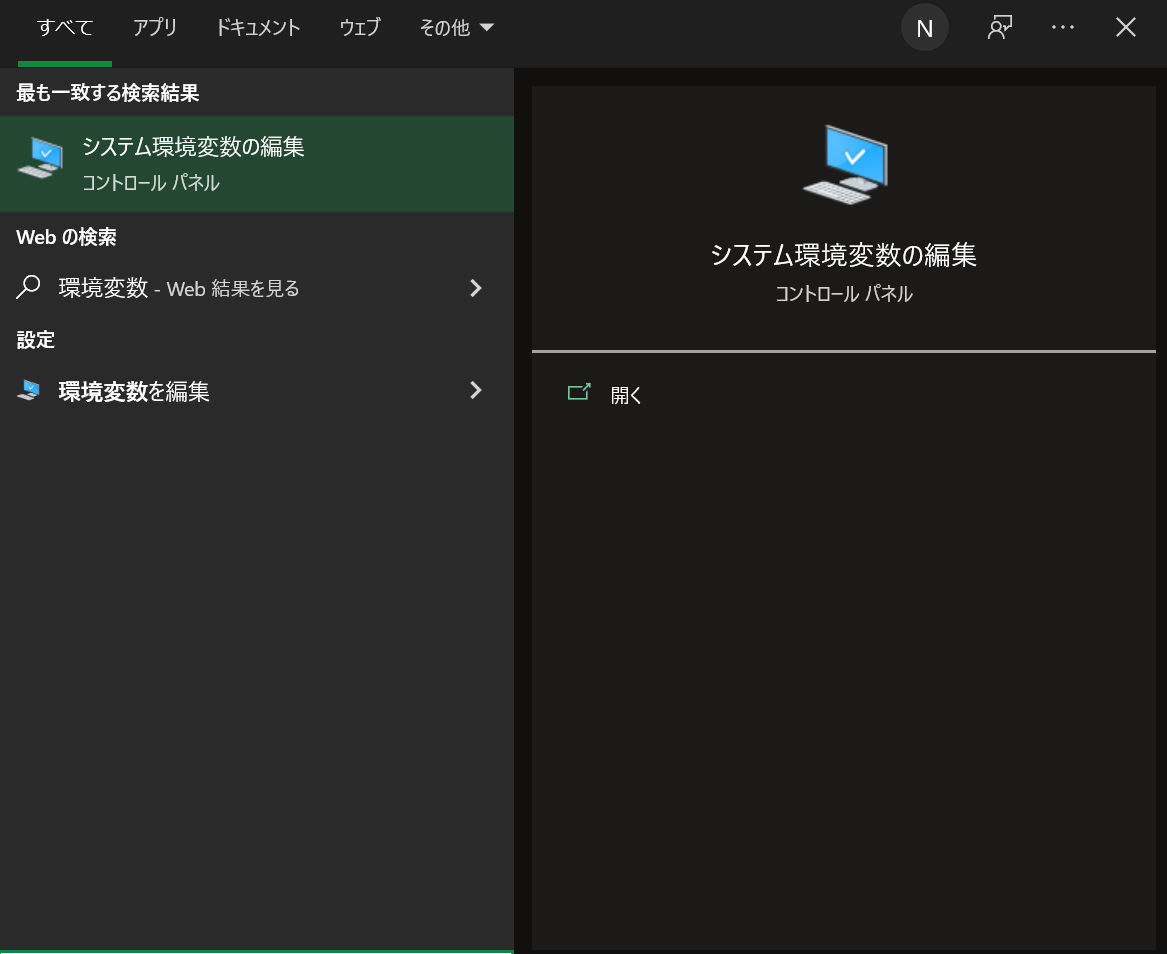 すべて
アプリ
ドキュメント
ウェブ
その他
N
最も一致する検索結果
システム環境変数の編集
コントロール パネル
Web の検索
環境変数 - Web 結果を見る
設定
環境変数を編集
システム環境変数の編集
コントロール パネル
開く